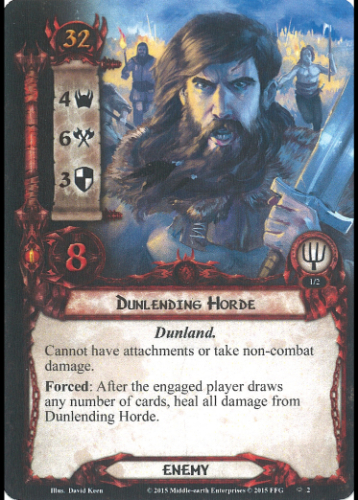 32
4
6
3
8
1/2
Dunlending Horde
Dunland.
Cannot have attachments or take non-combat
damage.
Forced: After the engaged player draws
any number of cards, heal all damage from
Dunlending Horde.
ENEMY
Illus. David Keen © 2015 Middle-earth Enterprises © 2015 FFG 2